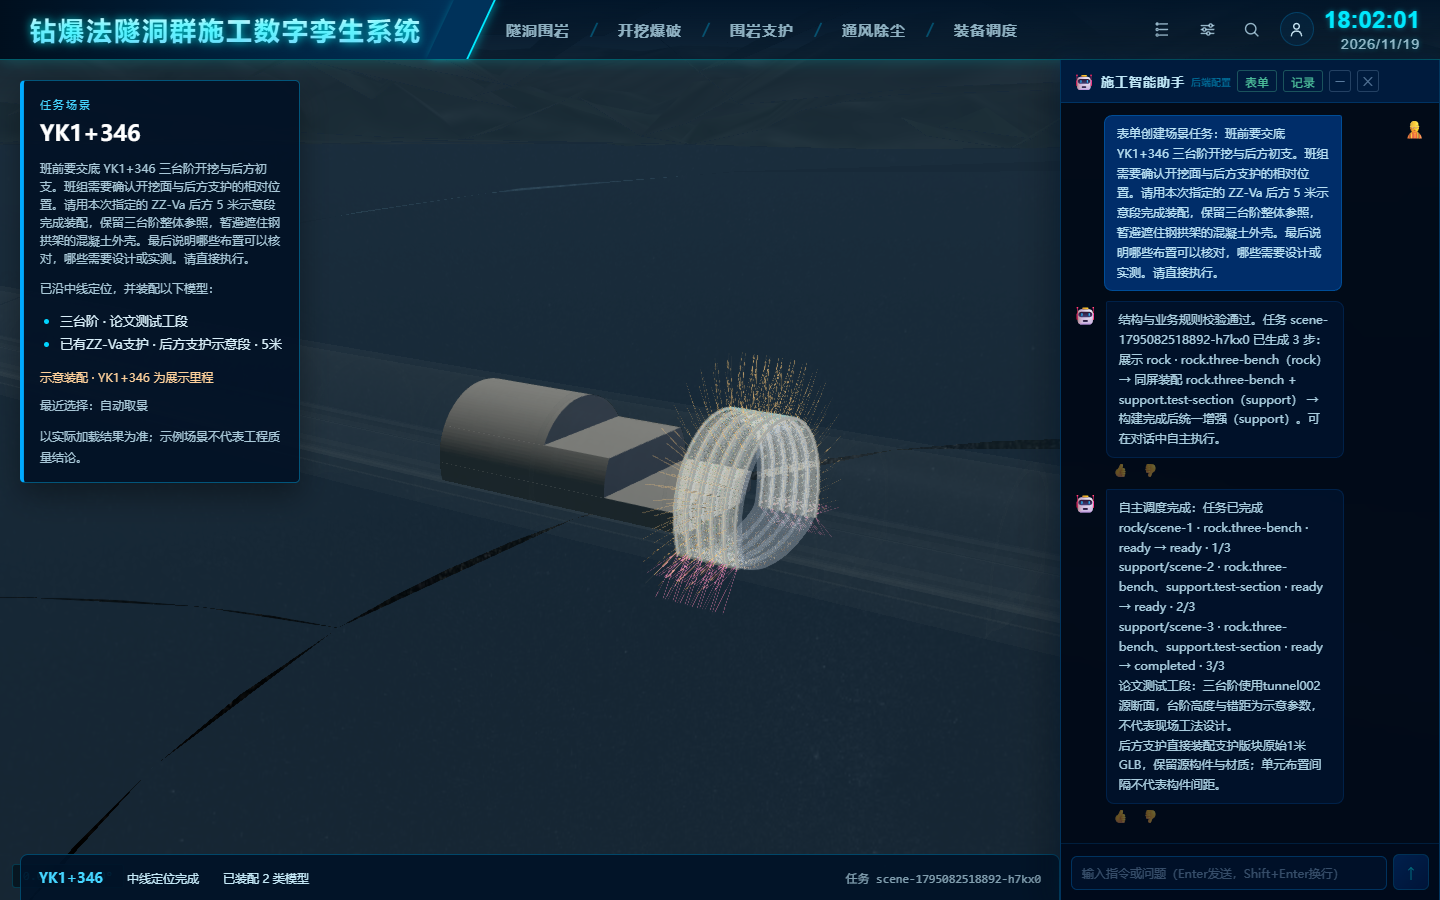 钻爆法隧洞群施工数字孪生系统
隧洞围岩 / 开挖爆破 / 围岩支护 / 通风除尘 / 装备调度
18:02:01
2026/11/19
任务场景
YK1+346
班前要交底 YK1+346 三台阶开挖与后方初
支。班组需要确认开挖面与后方支护的相对位
置。请用本次指定的 ZZ-Va 后方 5 米示意段
完成装配，保留三台阶整体参照，暂避遮住钢
拱架的混凝土外壳。最后说明哪些布置可以核
对，哪些需要设计或实测。请直接执行。
已沿中线定位，并装配以下模型：
三台阶 · 论文测试工段
已有ZZ-Va支护 · 后方支护示意段 · 5米
示意装配 · YK1+346 为展示里程
最近选择：自动取景
以实际加载结果为准；示例场景不代表工程质
量结论。
施工智能助手 后端配置 表单 记录
表单创建场景任务：班前要交底
YK1+346 三台阶开挖与后方初支。班组
需要确认开挖面与后方支护的相对位
置。请用本次指定的 ZZ-Va 后方 5 米示
意段完成装配，保留三台阶整体参照，
暂避遮住钢拱架的混凝土外壳。最后说
明哪些布置可以核对，哪些需要设计或
实测。请直接执行。
结构与业务规则校验通过。任务 scene-
1795082518892-h7kx0 已生成 3 步：
展示 rock · rock.three-bench（rock）
→ 同屏装配 rock.three-bench +
support.test-section（support） →
构建完成后统一增强（support）。可
在对话中自主执行。
自主调度完成：任务已完成
rock/scene-1 · rock.three-bench ·
ready → ready · 1/3
support/scene-2 · rock.three-
bench、support.test-section · ready
→ ready · 2/3
support/scene-3 · rock.three-
bench、support.test-section · ready
→ completed · 3/3
论文测试工段：三台阶使用tunnel002
源断面，台阶高度与错距为示意参数，
不代表现场工法设计。
后方支护直接装配支护版块原始1米
GLB，保留源构件与材质；单元布置间
隔不代表构件间距。
输入指令或问题（Enter发送，Shift+Enter换行）
YK1+346 中线定位完成 已装配 2 类模型 任务 scene-1795082518892-h7kx0